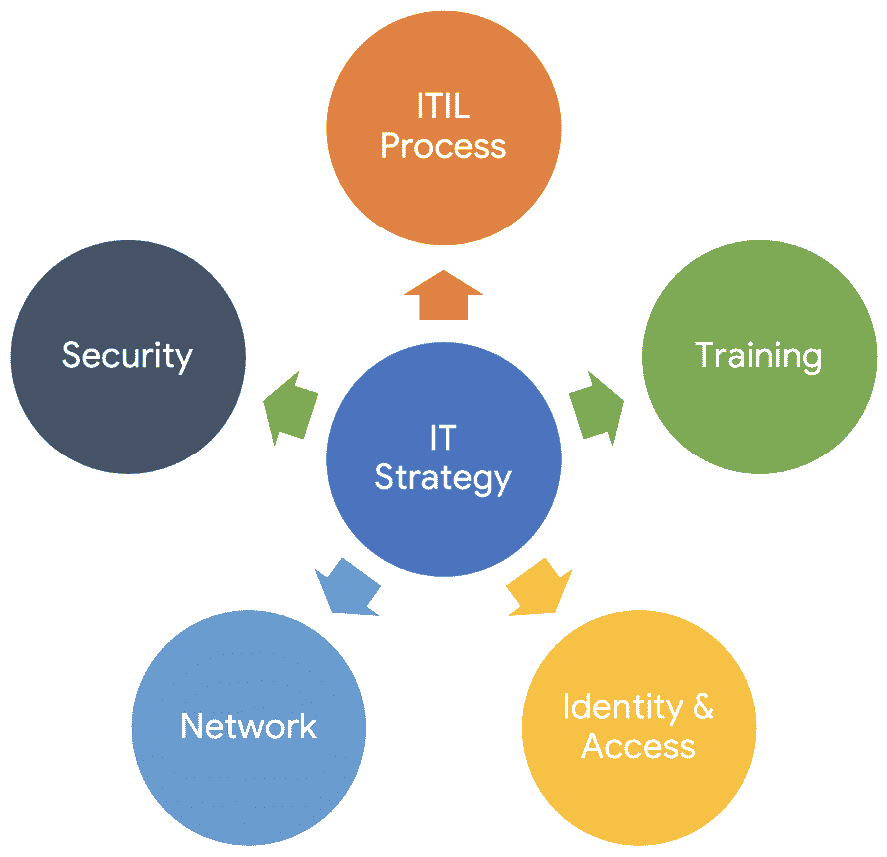 ITIL
Process
Security
Training
IT
Strategy
Network
Identity &
Access